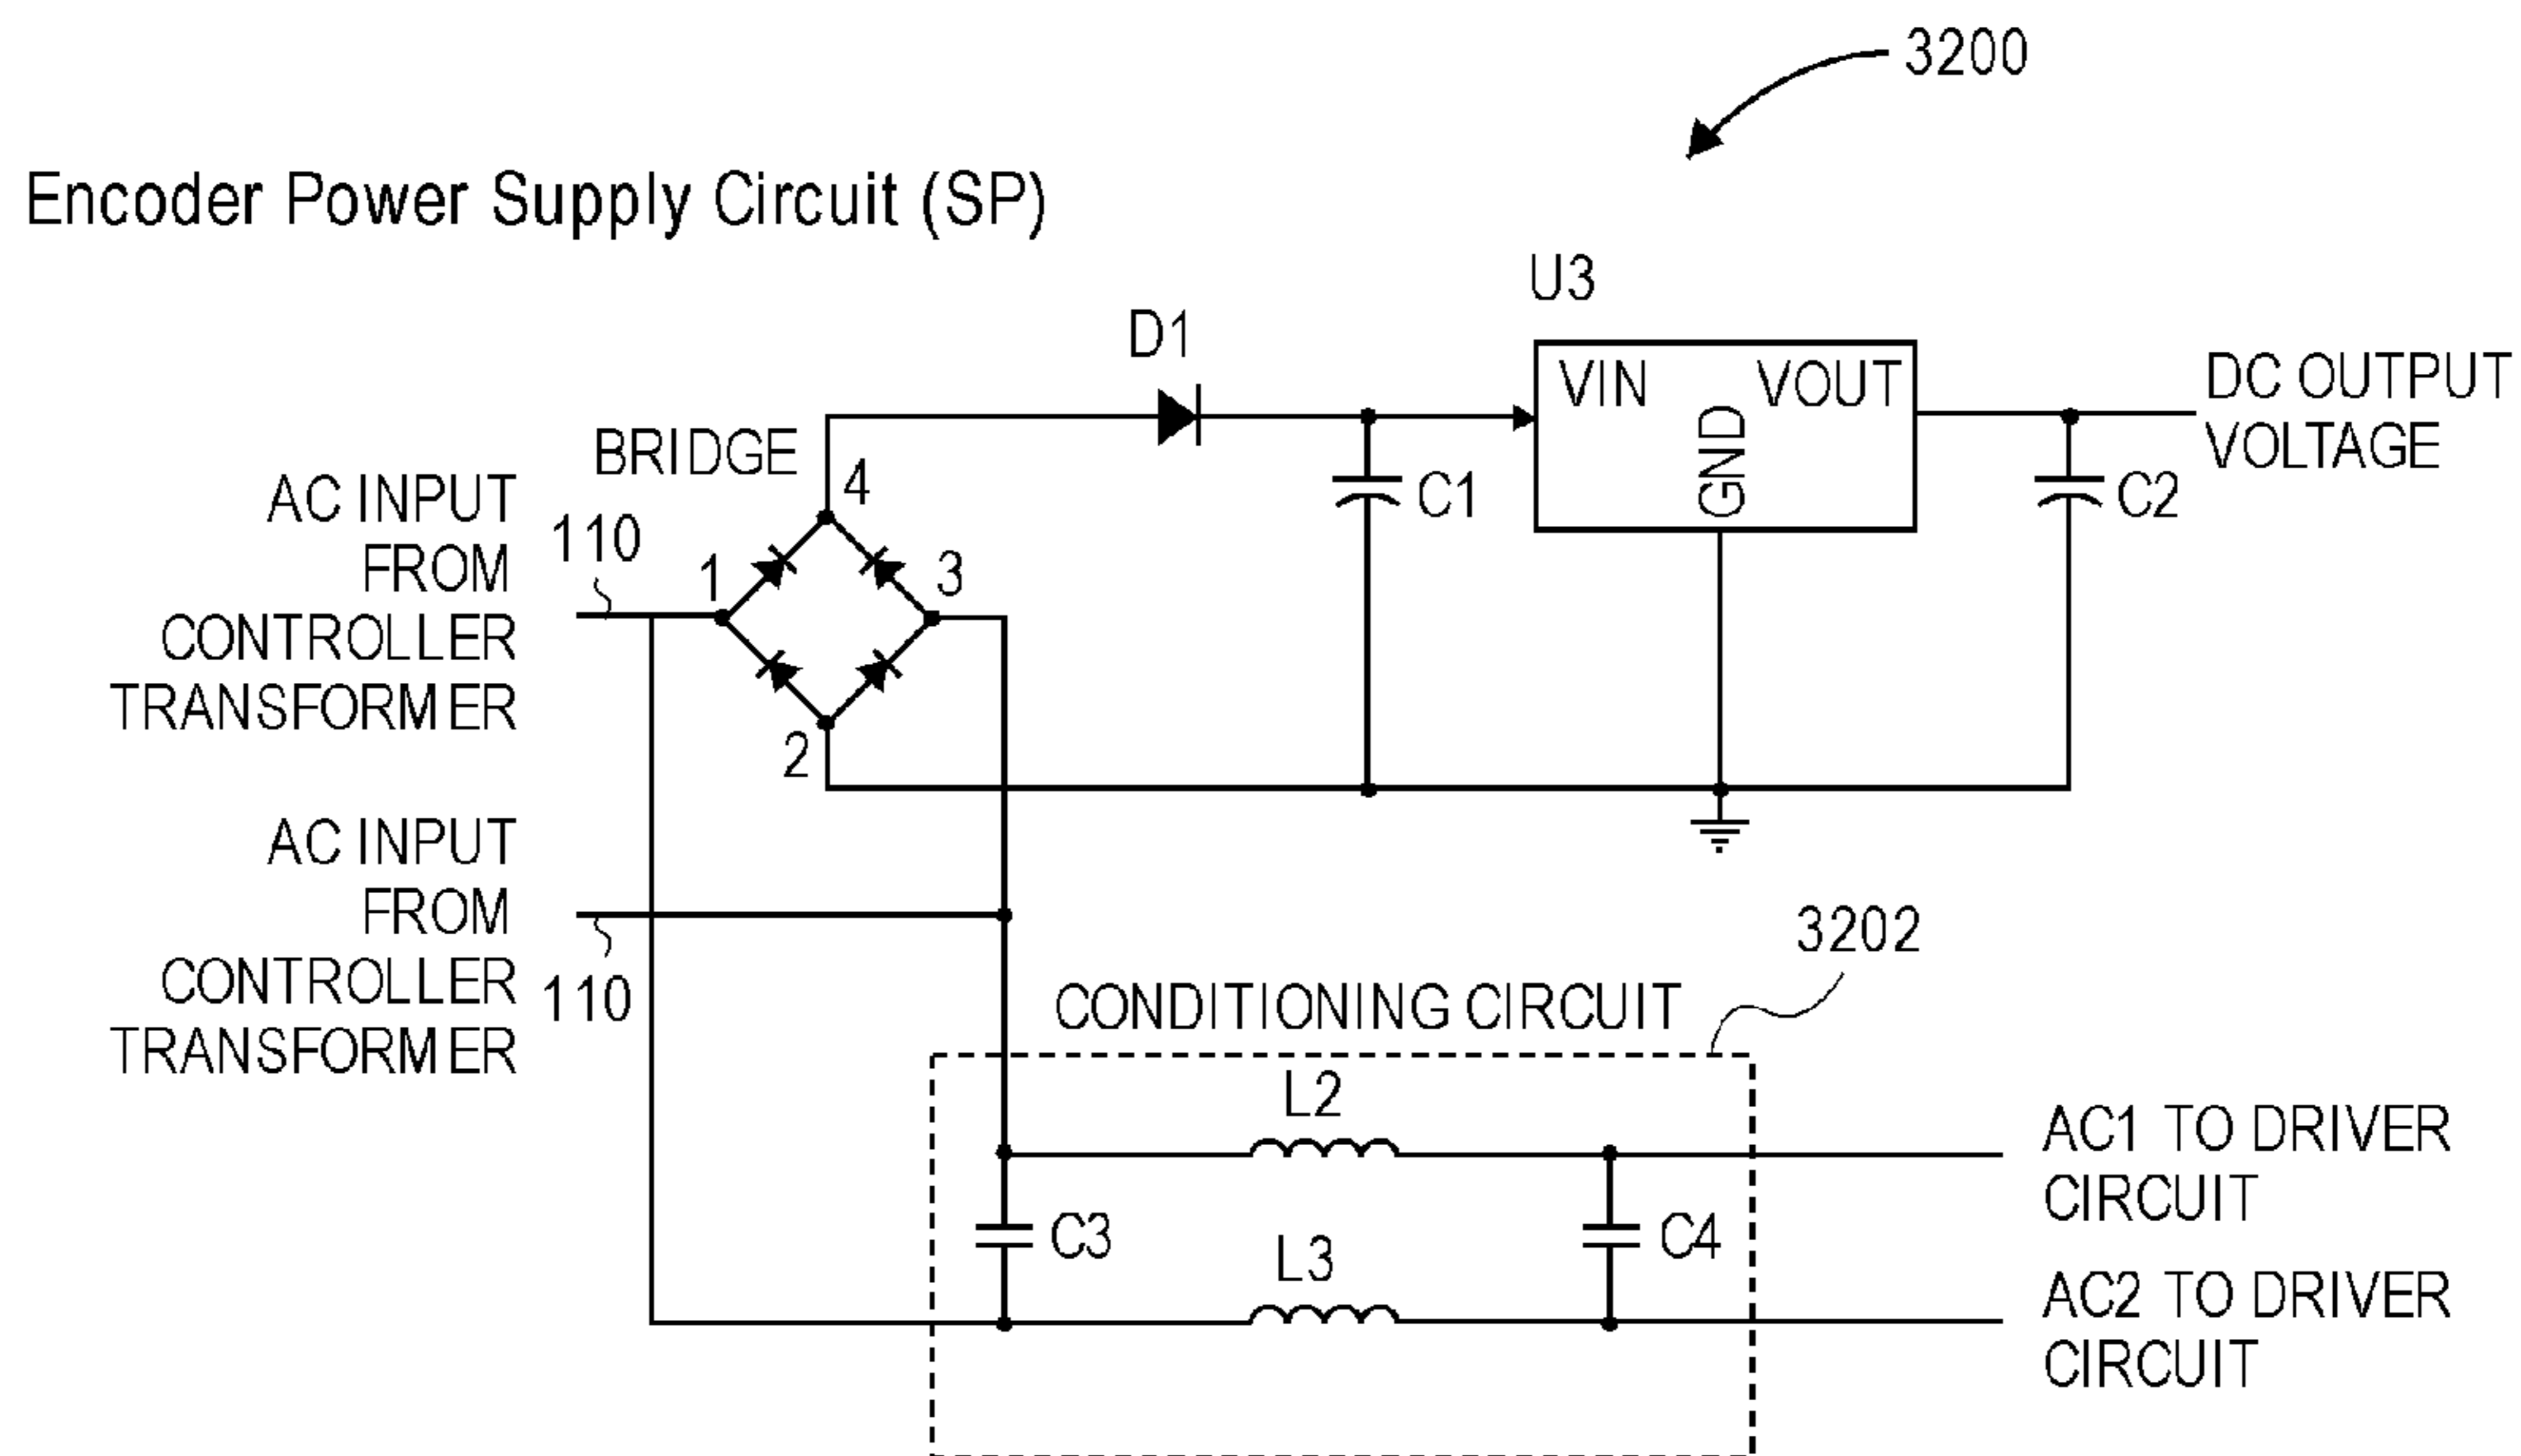 3200
Encoder Power Supply Circuit (SP)
U3
D1
VIN
VOUT
GND
DC OUTPUT
VOLTAGE
BRIDGE
4
C1
C2
AC INPUT
FROM
CONTROLLER
TRANSFORMER
110
1
3
2
AC INPUT
FROM
CONTROLLER
TRANSFORMER
110
3202
CONDITIONING CIRCUIT
L2
C3
L3
C4
AC1 TO DRIVER
CIRCUIT
AC2 TO DRIVER
CIRCUIT